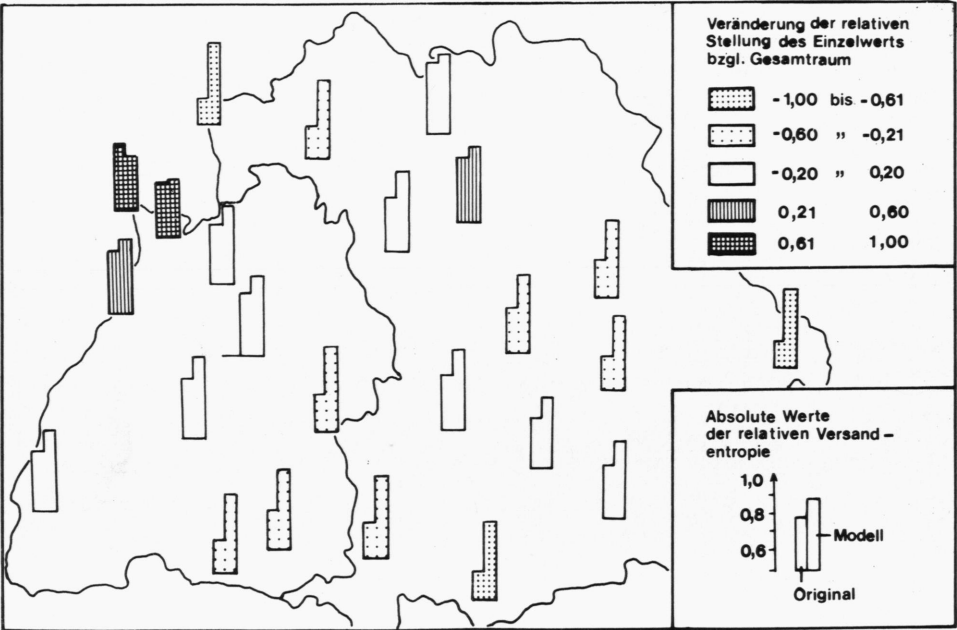 Veränderung der relativen
Stellung des Einzelwerts
bzgl. Gesamtraum
-1,00 bis -0,61
-0,60 " -0,21
-0,20 " 0,20
0,21 0,60
0,61 1,00
Absolute Werte
der relativen Versand-
entropie
1,0
0,8
0,6
Modell
Original